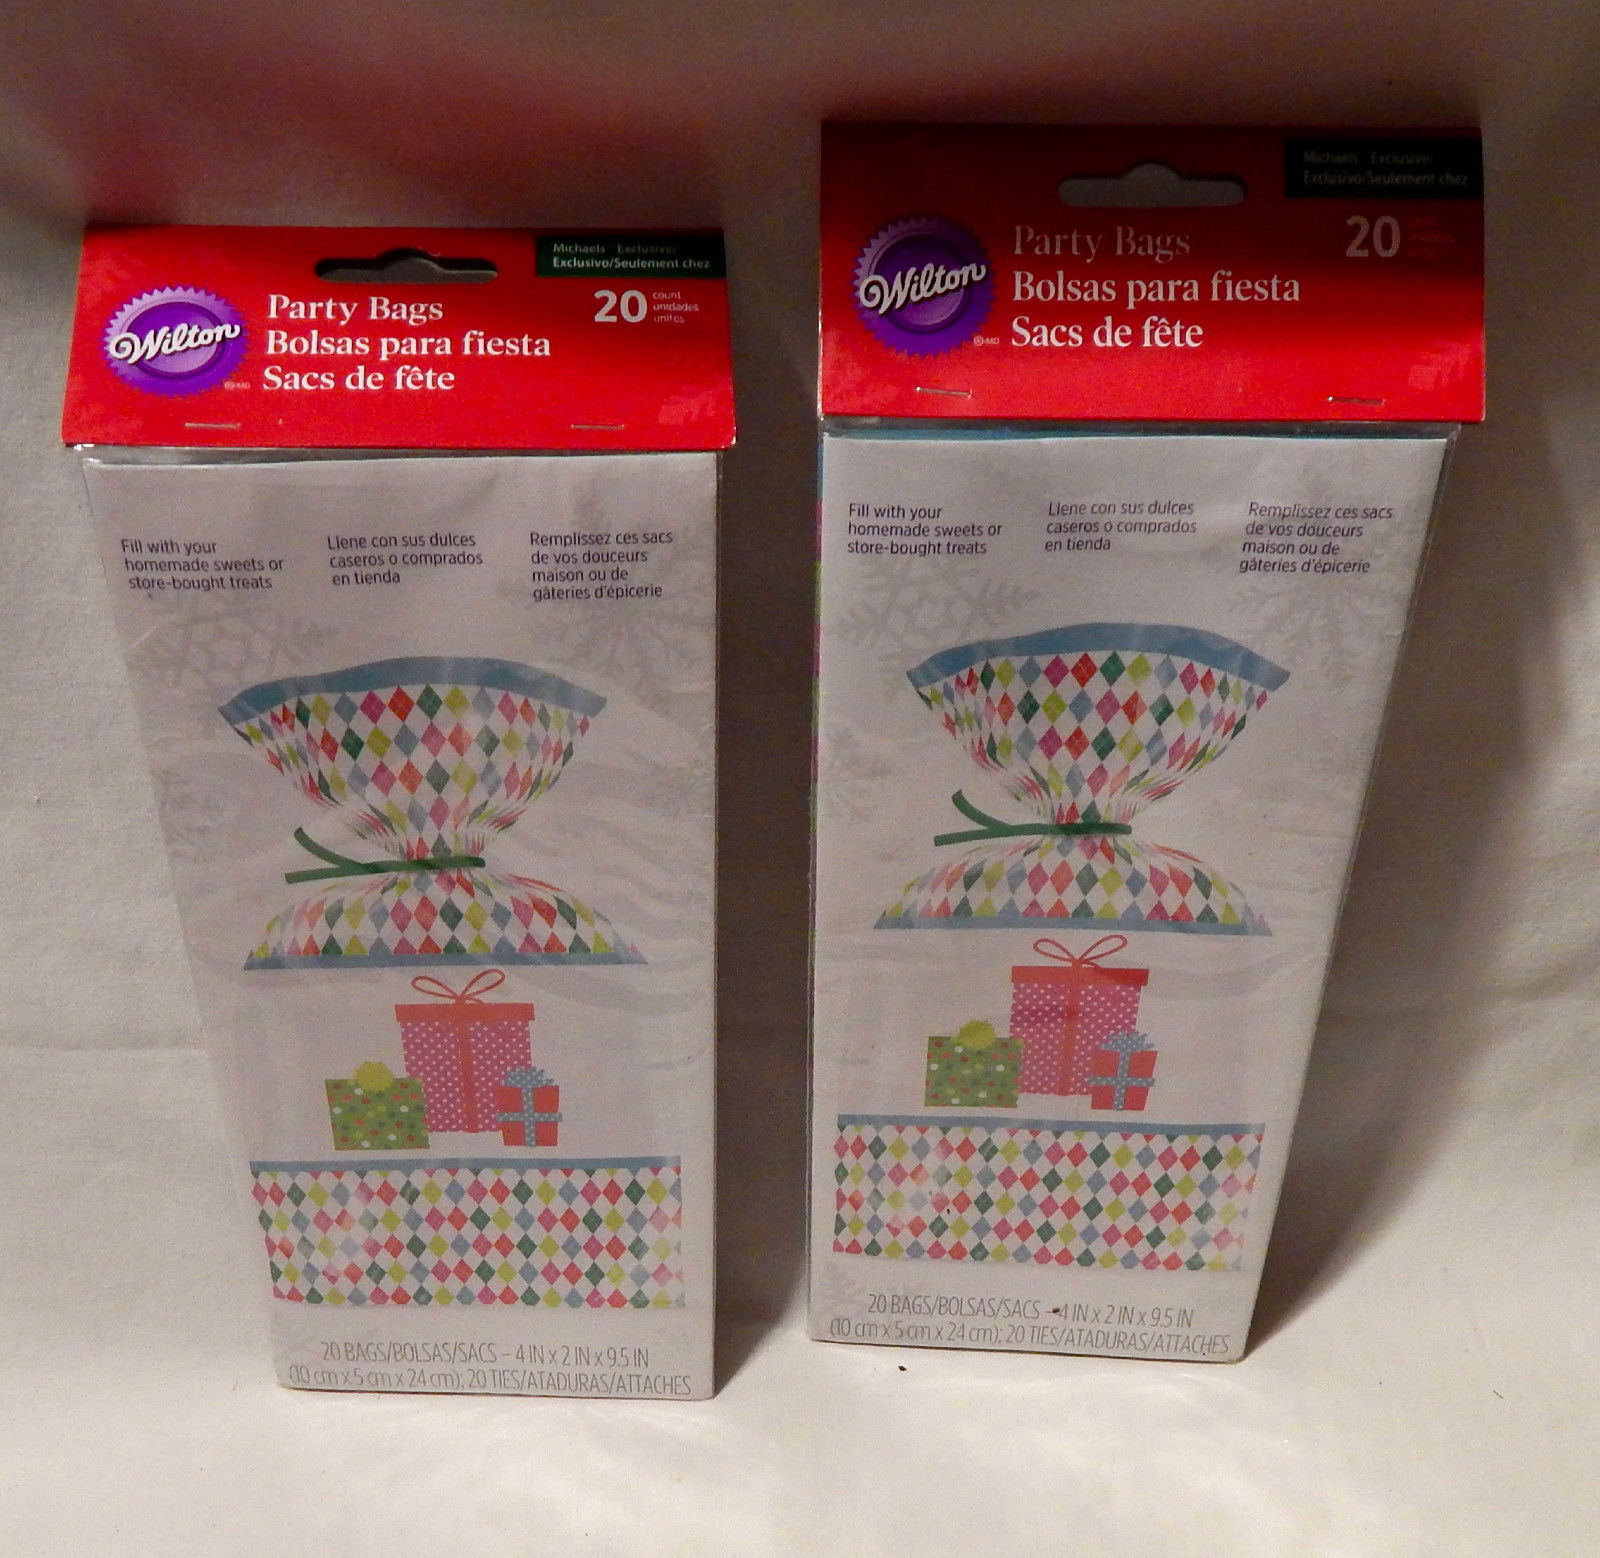 Michaels Exclusive/
Exclusivo/Seulement chez
Wilton
Party Bags
Bolsas para fiesta
Sacs de fête
20
count
unidades
unités
Fill with your
homemade sweets or
store-bought treats
Llene con sus dulces
caseros o comprados
en tienda
Remplissez ces sacs
de vos douceurs
maison ou de
gâteries d'épicerie
20 BAGS/BOLSAS/SACS – 4 IN x 2 IN x 9.5 IN
(10 cm x 5 cm x 24 cm); 20 TIES/ATADURAS/ATTACHES
Michaels Exclusive/
Exclusivo/Seulement chez
Wilton
Party Bags
Bolsas para fiesta
Sacs de fête
20
Fill with your
homemade sweets or
store-bought treats
Llene con sus dulces
caseros o comprados
en tienda
Remplissez ces sacs
de vos douceurs
maison ou de
gâteries d'épicerie
20 BAGS/BOLSAS/SACS – 4 IN x 2 IN x 9.5 IN
(10 cm x 5 cm x 24 cm); 20 TIES/ATADURAS/ATTACHES